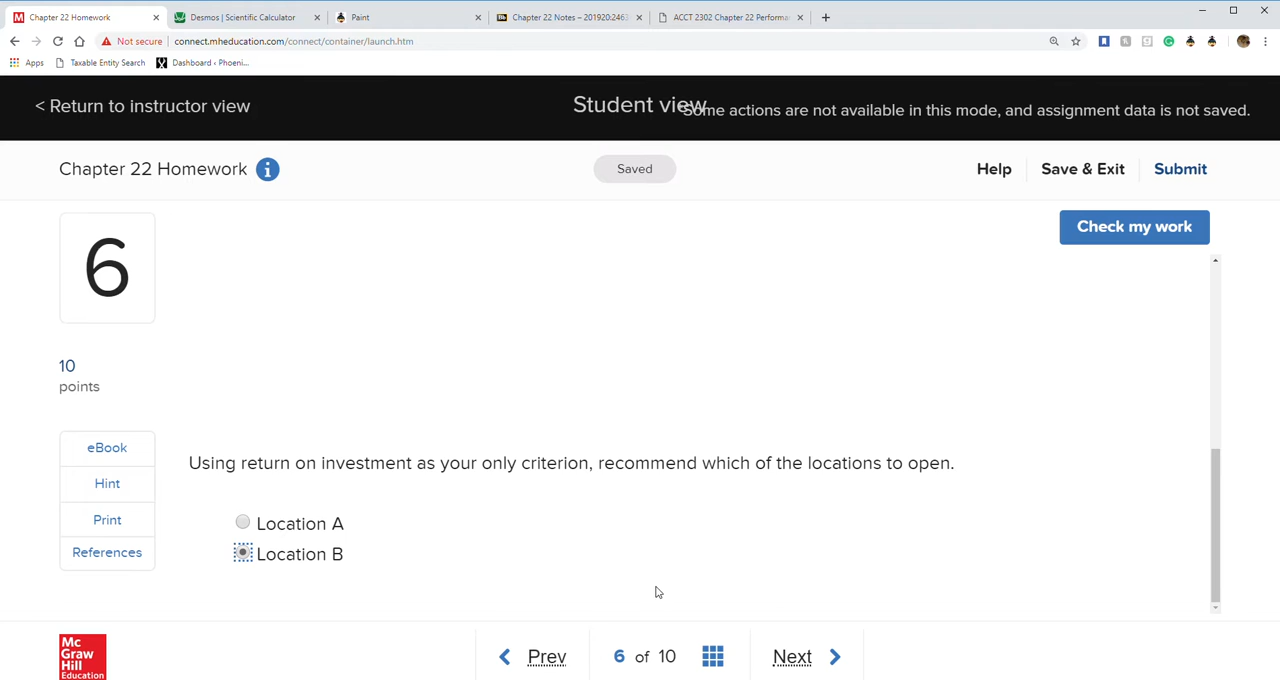 Chapter 22 Homework
Desmos | Scientific Calculator
Paint
Chapter 22 Notes – 201920:246
ACCT 2302 Chapter 22 Performa
Not secure | connect.mheducation.com/connect/container/launch.htm
Apps
Taxable Entity Search
Dashboard ‹ Phoeni...
< Return to instructor view
Student view
Some actions are not available in this mode, and assignment data is not saved.
Chapter 22 Homework
Saved
Help
Save & Exit
Submit
6
Check my work
10
points
eBook
Hint
Print
References
Using return on investment as your only criterion, recommend which of the locations to open.
Location A
Location B
Mc
Graw
Hill
Education
Prev
6 of 10
Next